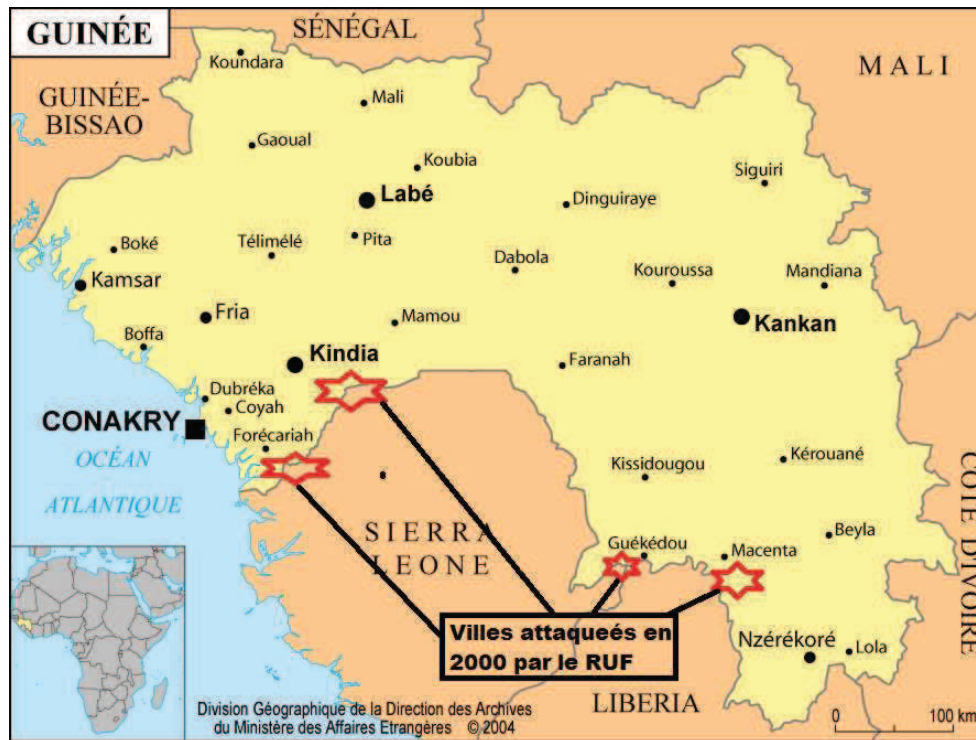 GUINÉE
SÉNÉGAL
MALI
GUINÉE-
BISSAO
Koundara
Mali
Gaoual
Koubia
Siguiri
Labé
Dinguiraye
Boké
Télimélé
Pita
Dabola
Kouroussa
Mandiana
Kamsar
Fria
Mamou
Kankan
Boffa
Kindia
Faranah
Dubréka
Coyah
CONAKRY
Forécariah
OCÉAN
ATLANTIQUE
Kissidougou
Kérouané
CÔTE D'IVOIRE
SIERRA
LEONE
Guékédou
Macenta
Beyla
Villes attaqueés en
2000 par le RUF
Nzérékoré
Lola
LIBERIA
Division Géographique de la Direction des Archives
du Ministère des Affaires Etrangères © 2004
0 100 km